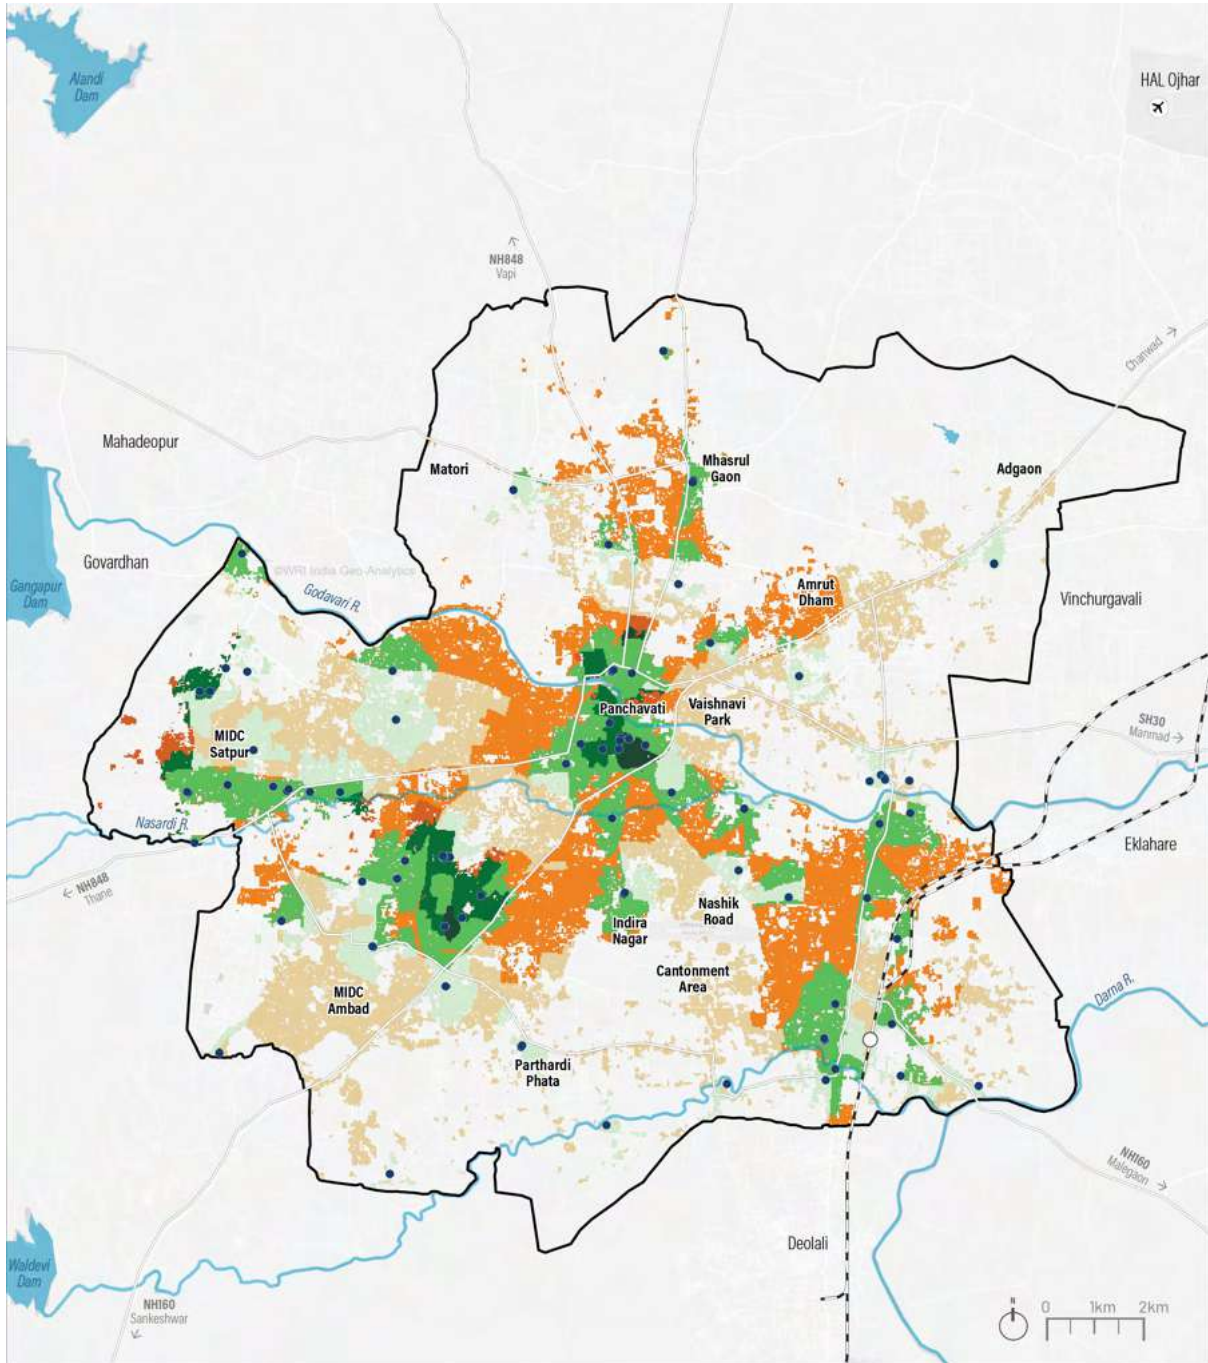 Alandi
Dam
HAL Ojhar
NH848
Vapi
Chanwad
Mahadeopur
Matori
Mhasrul
Gaon
Adgaon
Govardhan
©WRI India Geo-Analytics
Gangapur
Dam
Godavari R.
Amrut
Dham
Vinchurgavali
Panchavati
Vaishnavi
Park
SH30
Manmad
MIDC
Satpur
Nasardi R.
Eklahare
NH848
Thane
Indira
Nagar
Nashik
Road
Cantonment
Area
MIDC
Ambad
Darna R.
Parthardi
Phata
NH160
Malegaon
Deolali
Waldevi
Dam
NH160
Sankeshwar
N
0 1km 2km